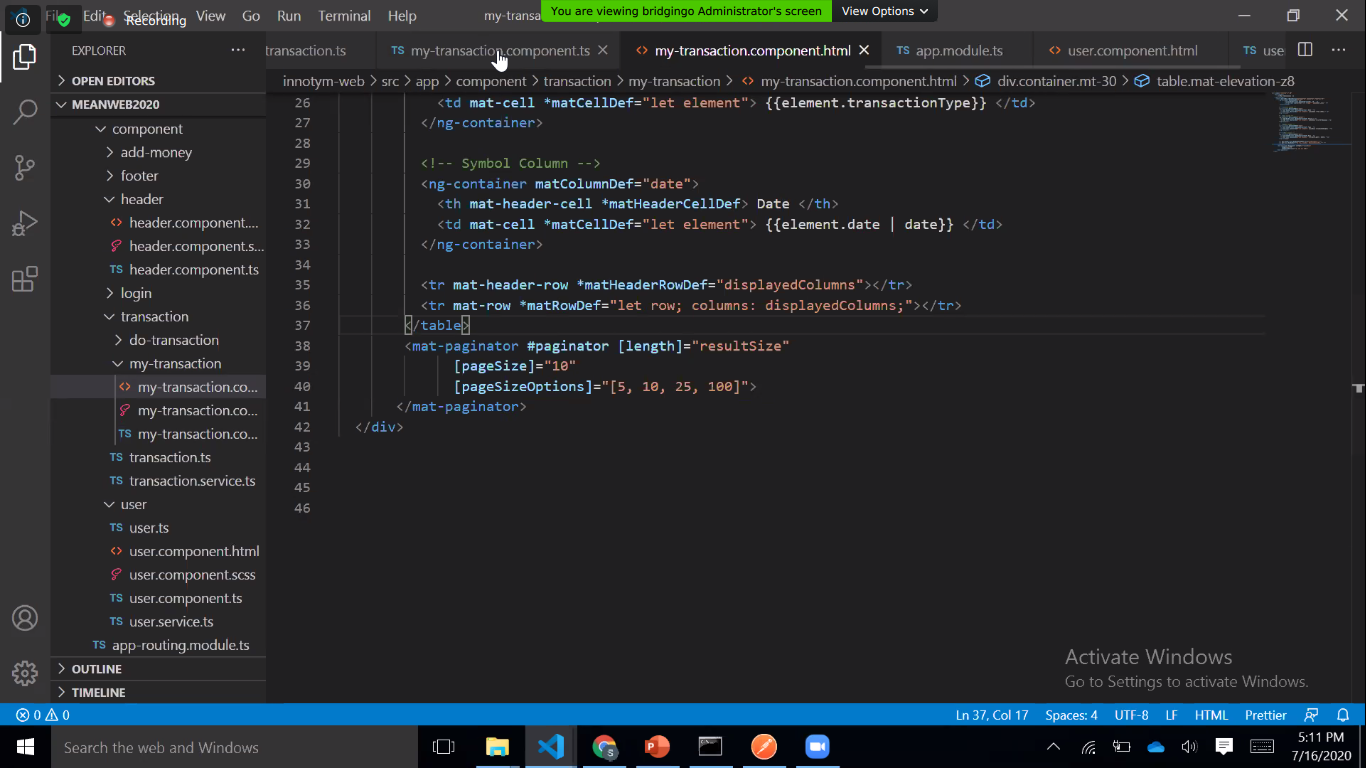 File Edit Selection View Go Run Terminal Help
Recording
my-transa
You are viewing bridgingo Administrator's screen
View Options
EXPLORER
transaction.ts
TS my-transaction.component.ts
<> my-transaction.component.html
TS app.module.ts
<> user.component.html
TS use
innotym-web > src > app > component > transaction > my-transaction > <> my-transaction.component.html > div.container.mt-30 > table.mat-elevation-z8
OPEN EDITORS
MEANWEB2020
component
add-money
footer
header
<> header.component....
header.component.s...
TS header.component.ts
login
transaction
do-transaction
my-transaction
<> my-transaction.co...
my-transaction.co...
TS my-transaction.co...
TS transaction.ts
TS transaction.service.ts
user
TS user.ts
<> user.component.html
user.component.scss
TS user.component.ts
TS user.service.ts
TS app-routing.module.ts
OUTLINE
TIMELINE
26 <td mat-cell *matCellDef="let element"> {{element.transactionType}} </td>
27 </ng-container>
28
29 <!-- Symbol Column -->
30 <ng-container matColumnDef="date">
31 <th mat-header-cell *matHeaderCellDef> Date </th>
32 <td mat-cell *matCellDef="let element"> {{element.date | date}} </td>
33 </ng-container>
34
35 <tr mat-header-row *matHeaderRowDef="displayedColumns"></tr>
36 <tr mat-row *matRowDef="let row; columns: displayedColumns;"></tr>
37 </table>
38 <mat-paginator #paginator [length]="resultSize"
39 [pageSize]="10"
40 [pageSizeOptions]="[5, 10, 25, 100]">
41 </mat-paginator>
42 </div>
43
44
45
46
Activate Windows
Go to Settings to activate Windows.
0 0
Ln 37, Col 17 Spaces: 4 UTF-8 LF HTML Prettier
Search the web and Windows
5:11 PM
7/16/2020